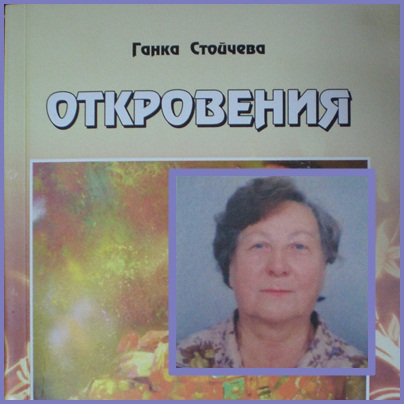 Ганка Стойчева
ОТКРОВЕНИЯ